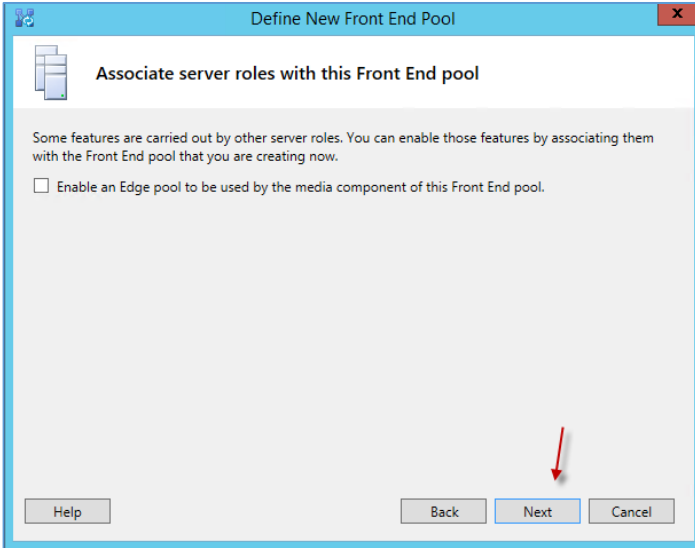 Define New Front End Pool
x
Associate server roles with this Front End pool
Some features are carried out by other server roles. You can enable those features by associating them
with the Front End pool that you are creating now.
Enable an Edge pool to be used by the media component of this Front End pool.
Help Back Next Cancel